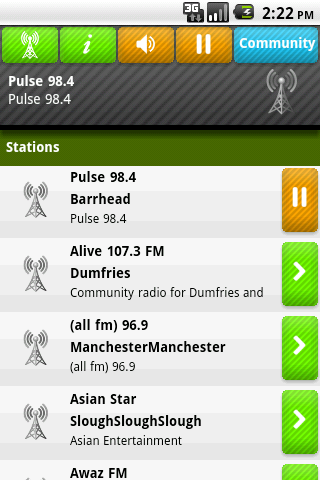 3G 2:22 PM
i Community
Pulse 98.4
Pulse 98.4
Stations
Pulse 98.4
Barrhead
Pulse 98.4
Alive 107.3 FM
Dumfries
Community radio for Dumfries and
(all fm) 96.9
ManchesterManchester
(all fm) 96.9
Asian Star
SloughSloughSlough
Asian Entertainment
Awaz FM